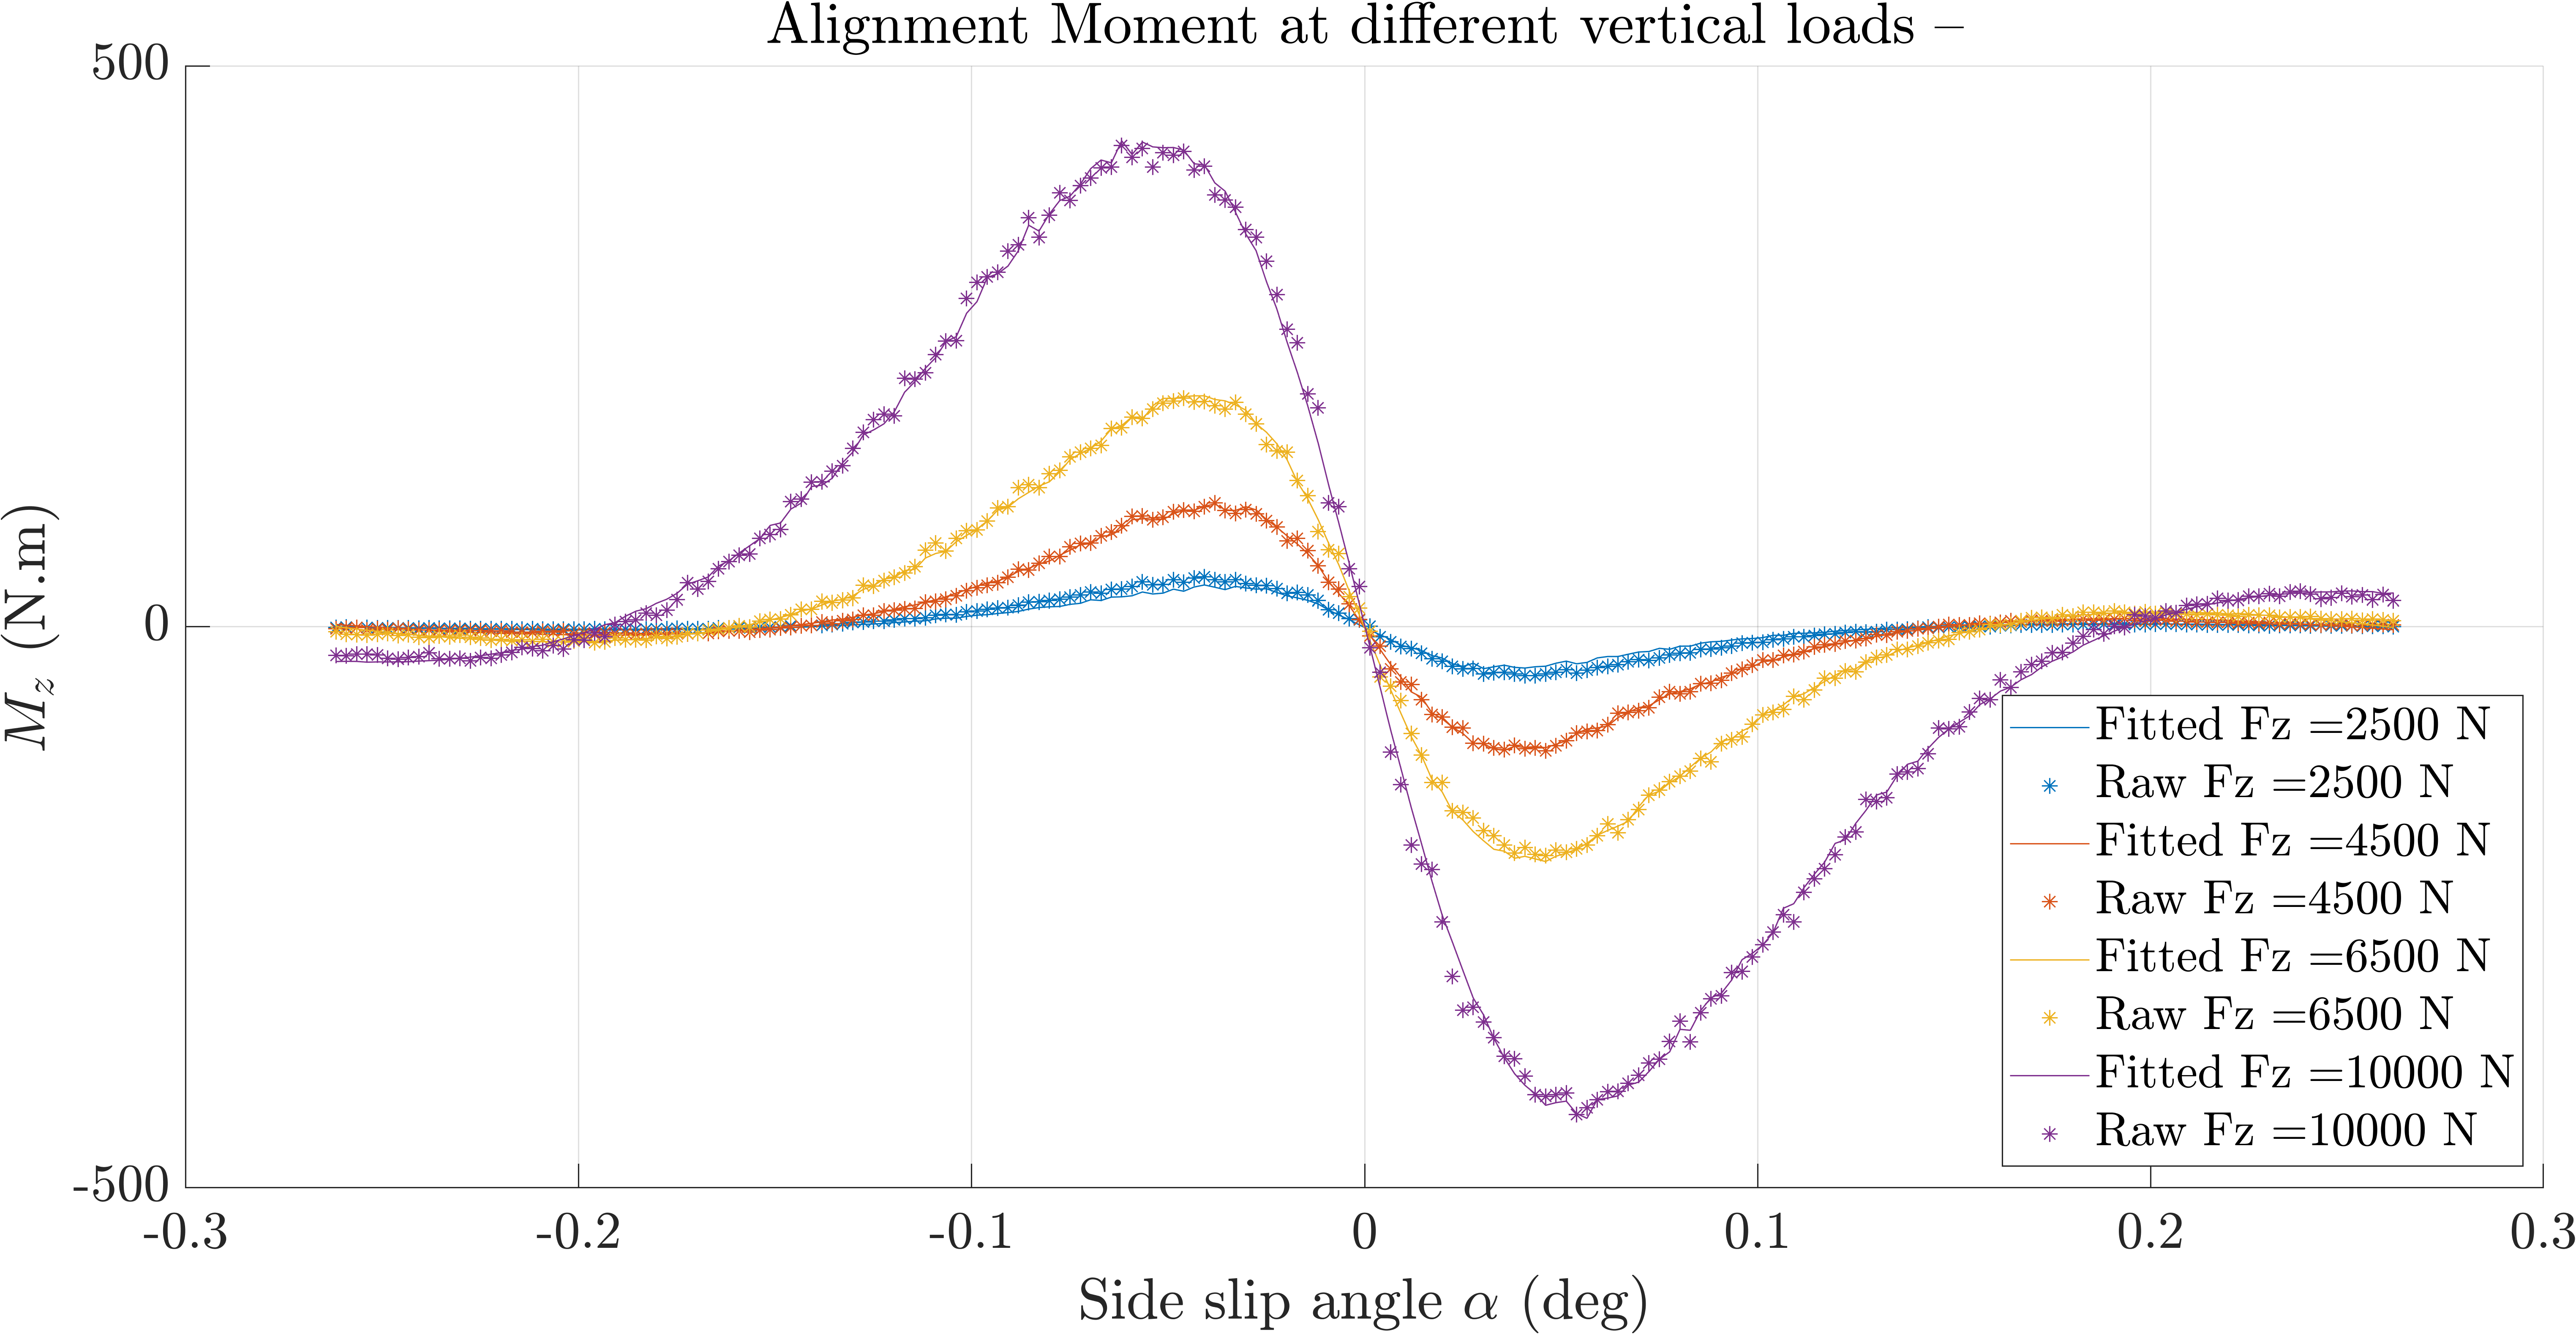 Alignment Moment at different vertical loads –
500
0
-500
M_z (N.m)
-0.3
-0.2
-0.1
0
0.1
0.2
0.3
Side slip angle α (deg)
Fitted Fz =2500 N
Raw Fz =2500 N
Fitted Fz =4500 N
Raw Fz =4500 N
Fitted Fz =6500 N
Raw Fz =6500 N
Fitted Fz =10000 N
Raw Fz =10000 N